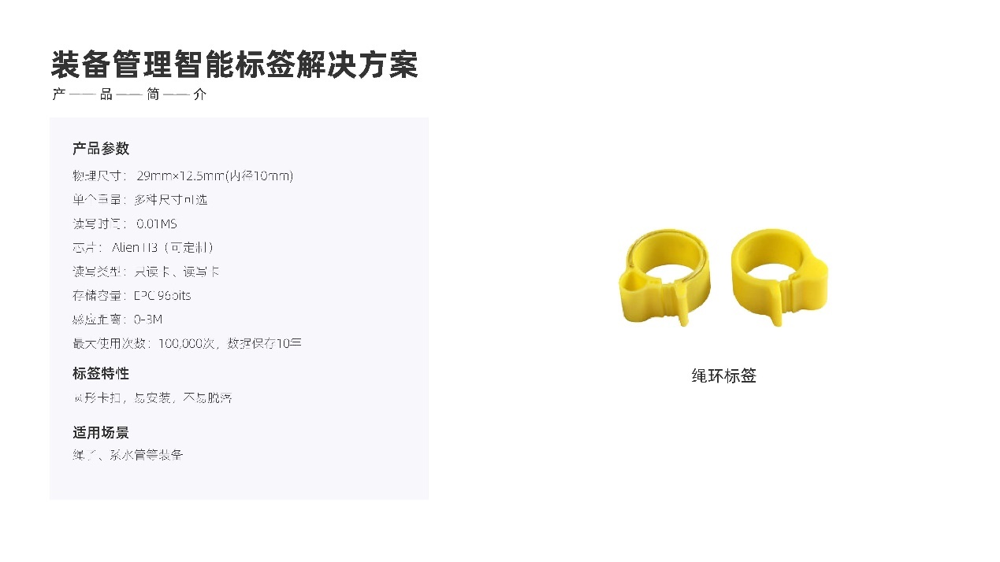 装备管理智能标签解决方案
产——品——简——介
产品参数
物理尺寸： 29mm×12.5mm(内径10mm)
单个重量：多种尺寸可选
读写时间： 0.01MS
芯片： Alien H3（可定制）
读写类型：只读卡、读写卡
存储容量：EPC 96bits
感应距离：0-3M
最大使用次数：100,000次，数据保存10年
标签特性
圆形卡扣，易安装，不易脱落
适用场景
绳子、系水管等装备
绳环标签